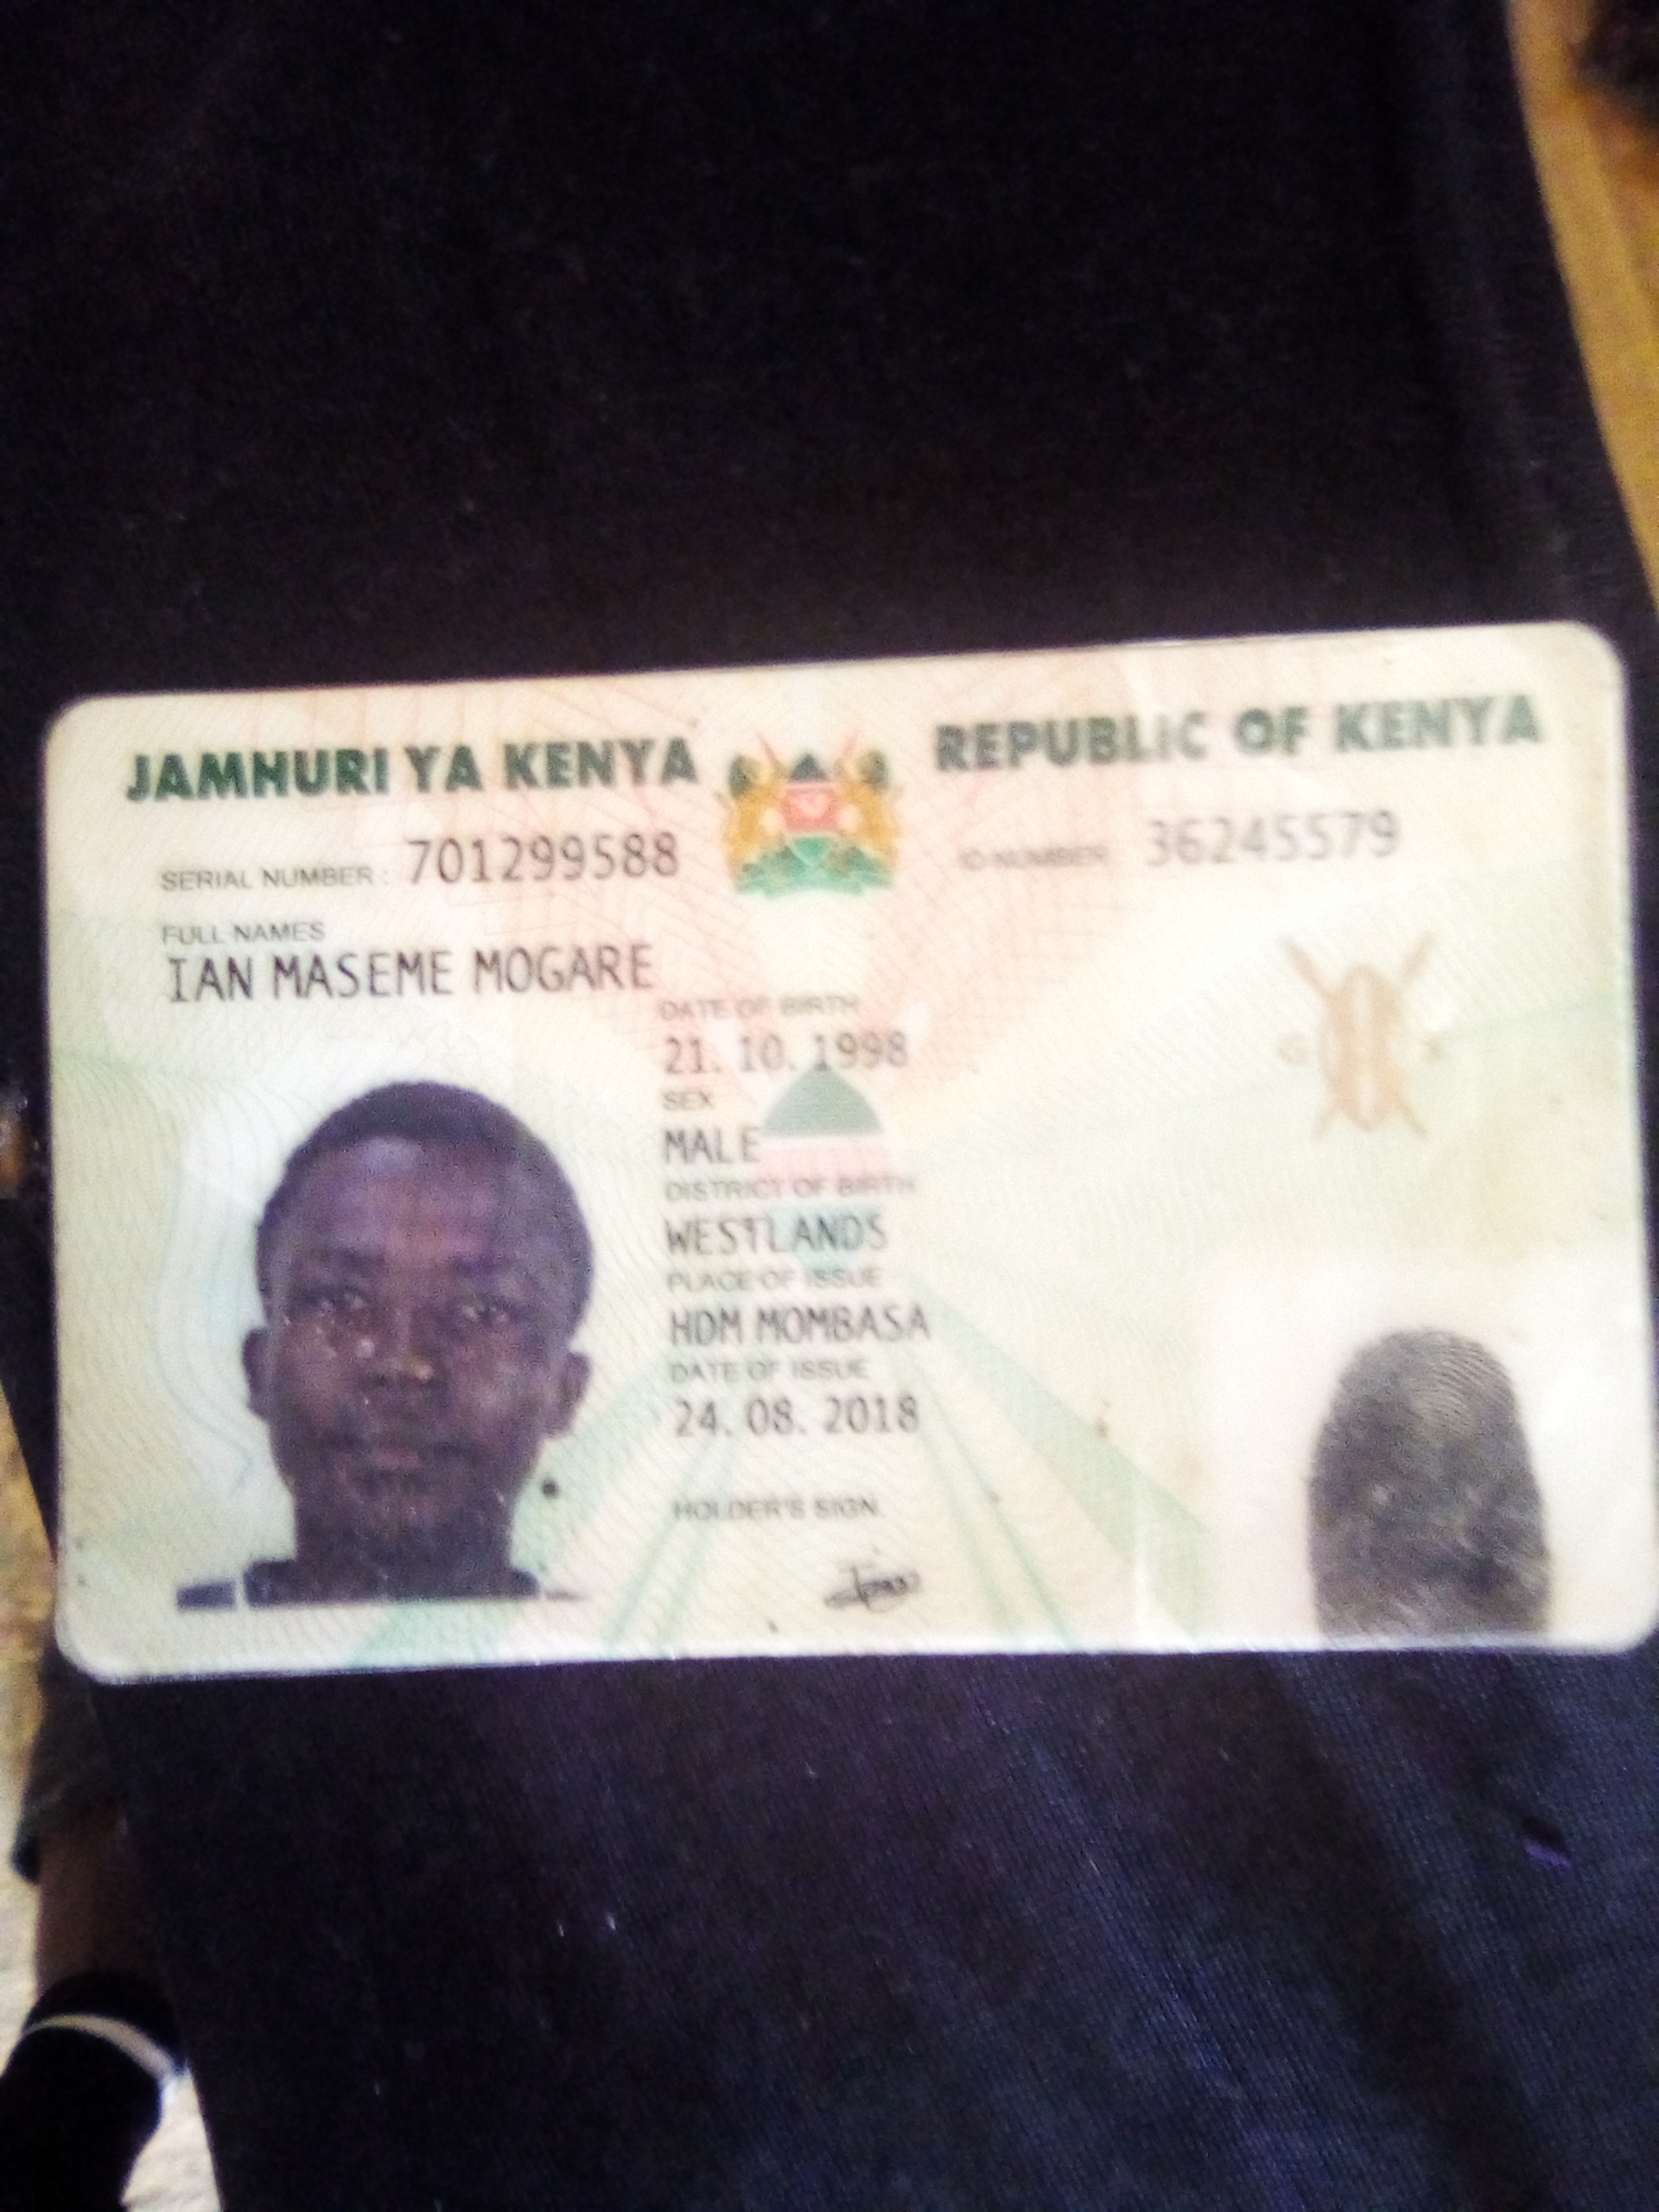 JAMHURI YA KENYA
REPUBLIC OF KENYA
SERIAL NUMBER: 701299588
ID NUMBER: 36245579
FULL NAMES
IAN MASEME MOGARE
DATE OF BIRTH
21. 10. 1998
SEX
MALE
DISTRICT OF BIRTH
WESTLANDS
PLACE OF ISSUE
HDM MOMBASA
DATE OF ISSUE
24. 08. 2018
HOLDER'S SIGN.